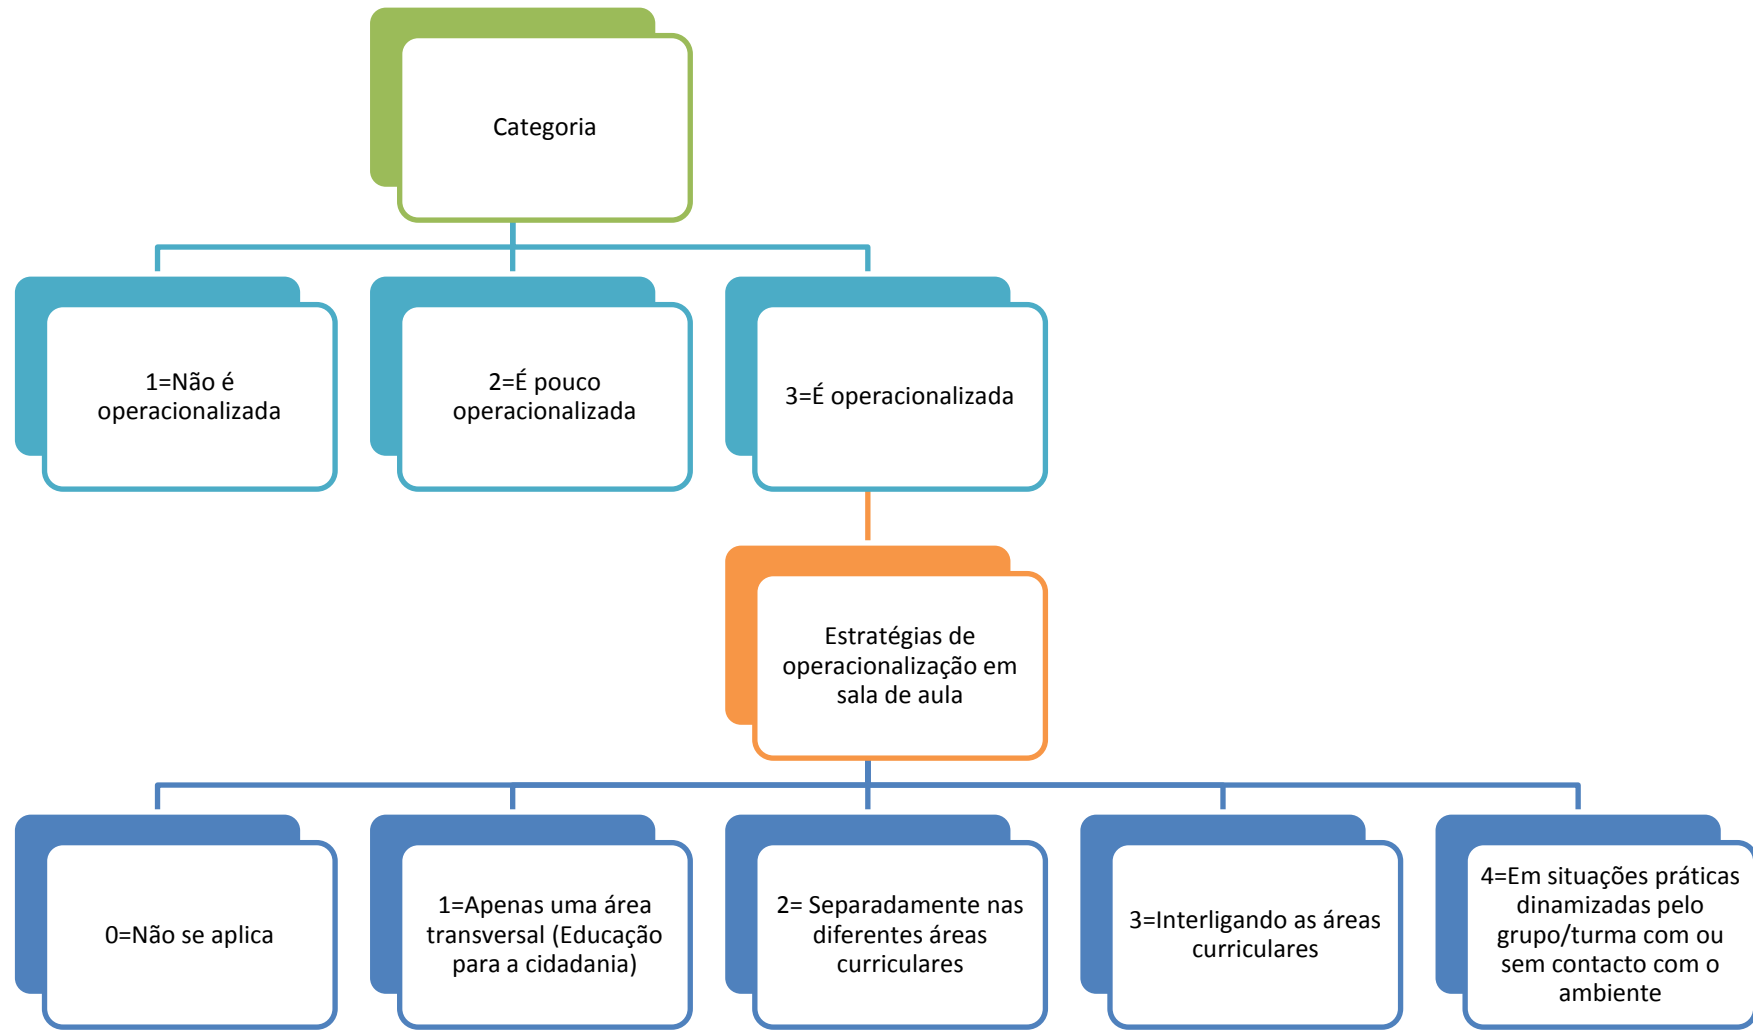 Categoria
1=Não é
operacionalizada
2=É pouco
operacionalizada
3=É operacionalizada
Estratégias de
operacionalização em
sala de aula
0=Não se aplica
1=Apenas uma área
transversal (Educação
para a cidadania)
2= Separadamente nas
diferentes áreas
curriculares
3=Interligando as áreas
curriculares
4=Em situações práticas
dinamizadas pelo
grupo/turma com ou
sem contacto com o
ambiente